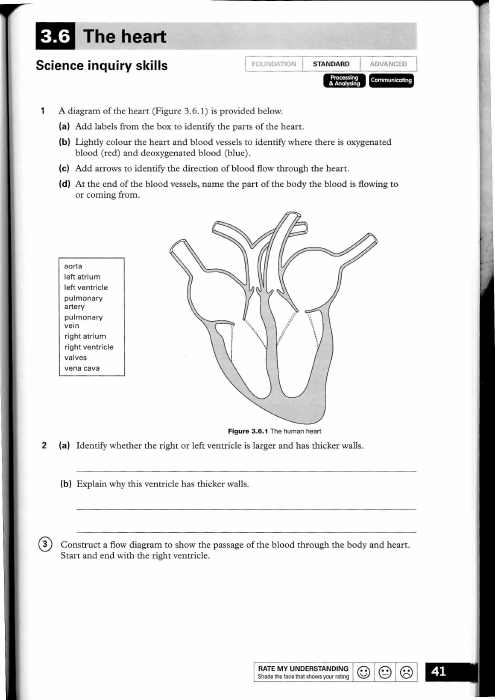 3.6 The heart
Science inquiry skills
FOUNDATION STANDARD ADVANCED
Processing & Analysing
Communicating
1 A diagram of the heart (Figure 3.6.1) is provided below.
(a) Add labels from the box to identify the parts of the heart.
(b) Lightly colour the heart and blood vessels to identify where there is oxygenated
blood (red) and deoxygenated blood (blue).
(c) Add arrows to identify the direction of blood flow through the heart.
(d) At the end of the blood vessels, name the part of the body the blood is flowing to
or coming from.
aorta
left atrium
left ventricle
pulmonary
artery
pulmonary
vein
right atrium
right ventricle
valves
vena cava
Figure 3.6.1 The human heart
2 (a) Identify whether the right or left ventricle is larger and has thicker walls.
(b) Explain why this ventricle has thicker walls.
3 Construct a flow diagram to show the passage of the blood through the body and heart.
Start and end with the right ventricle.
RATE MY UNDERSTANDING
Shade the face that shows your rating
41